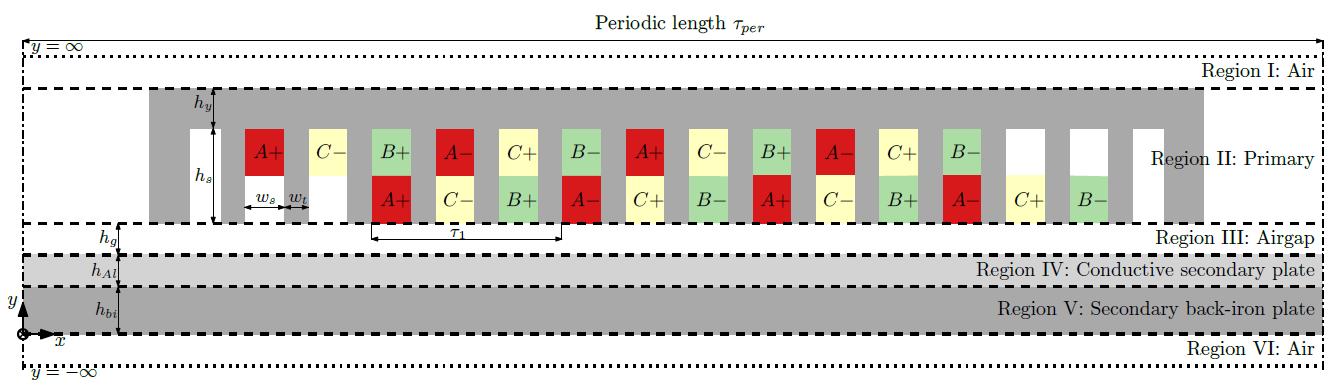 Periodic length τ_per
y = ∞
Region I: Air
h_y
A+ C− B+ A− C+ B− A+ C− B+ A− C+ B−
Region II: Primary
h_s
w_s w_t
A+ C− B+ A− C+ B− A+ C− B+ A− C+ B−
τ_1
h_g
Region III: Airgap
h_Al
Region IV: Conductive secondary plate
y
h_bi
Region V: Secondary back-iron plate
x
Region VI: Air
y = −∞